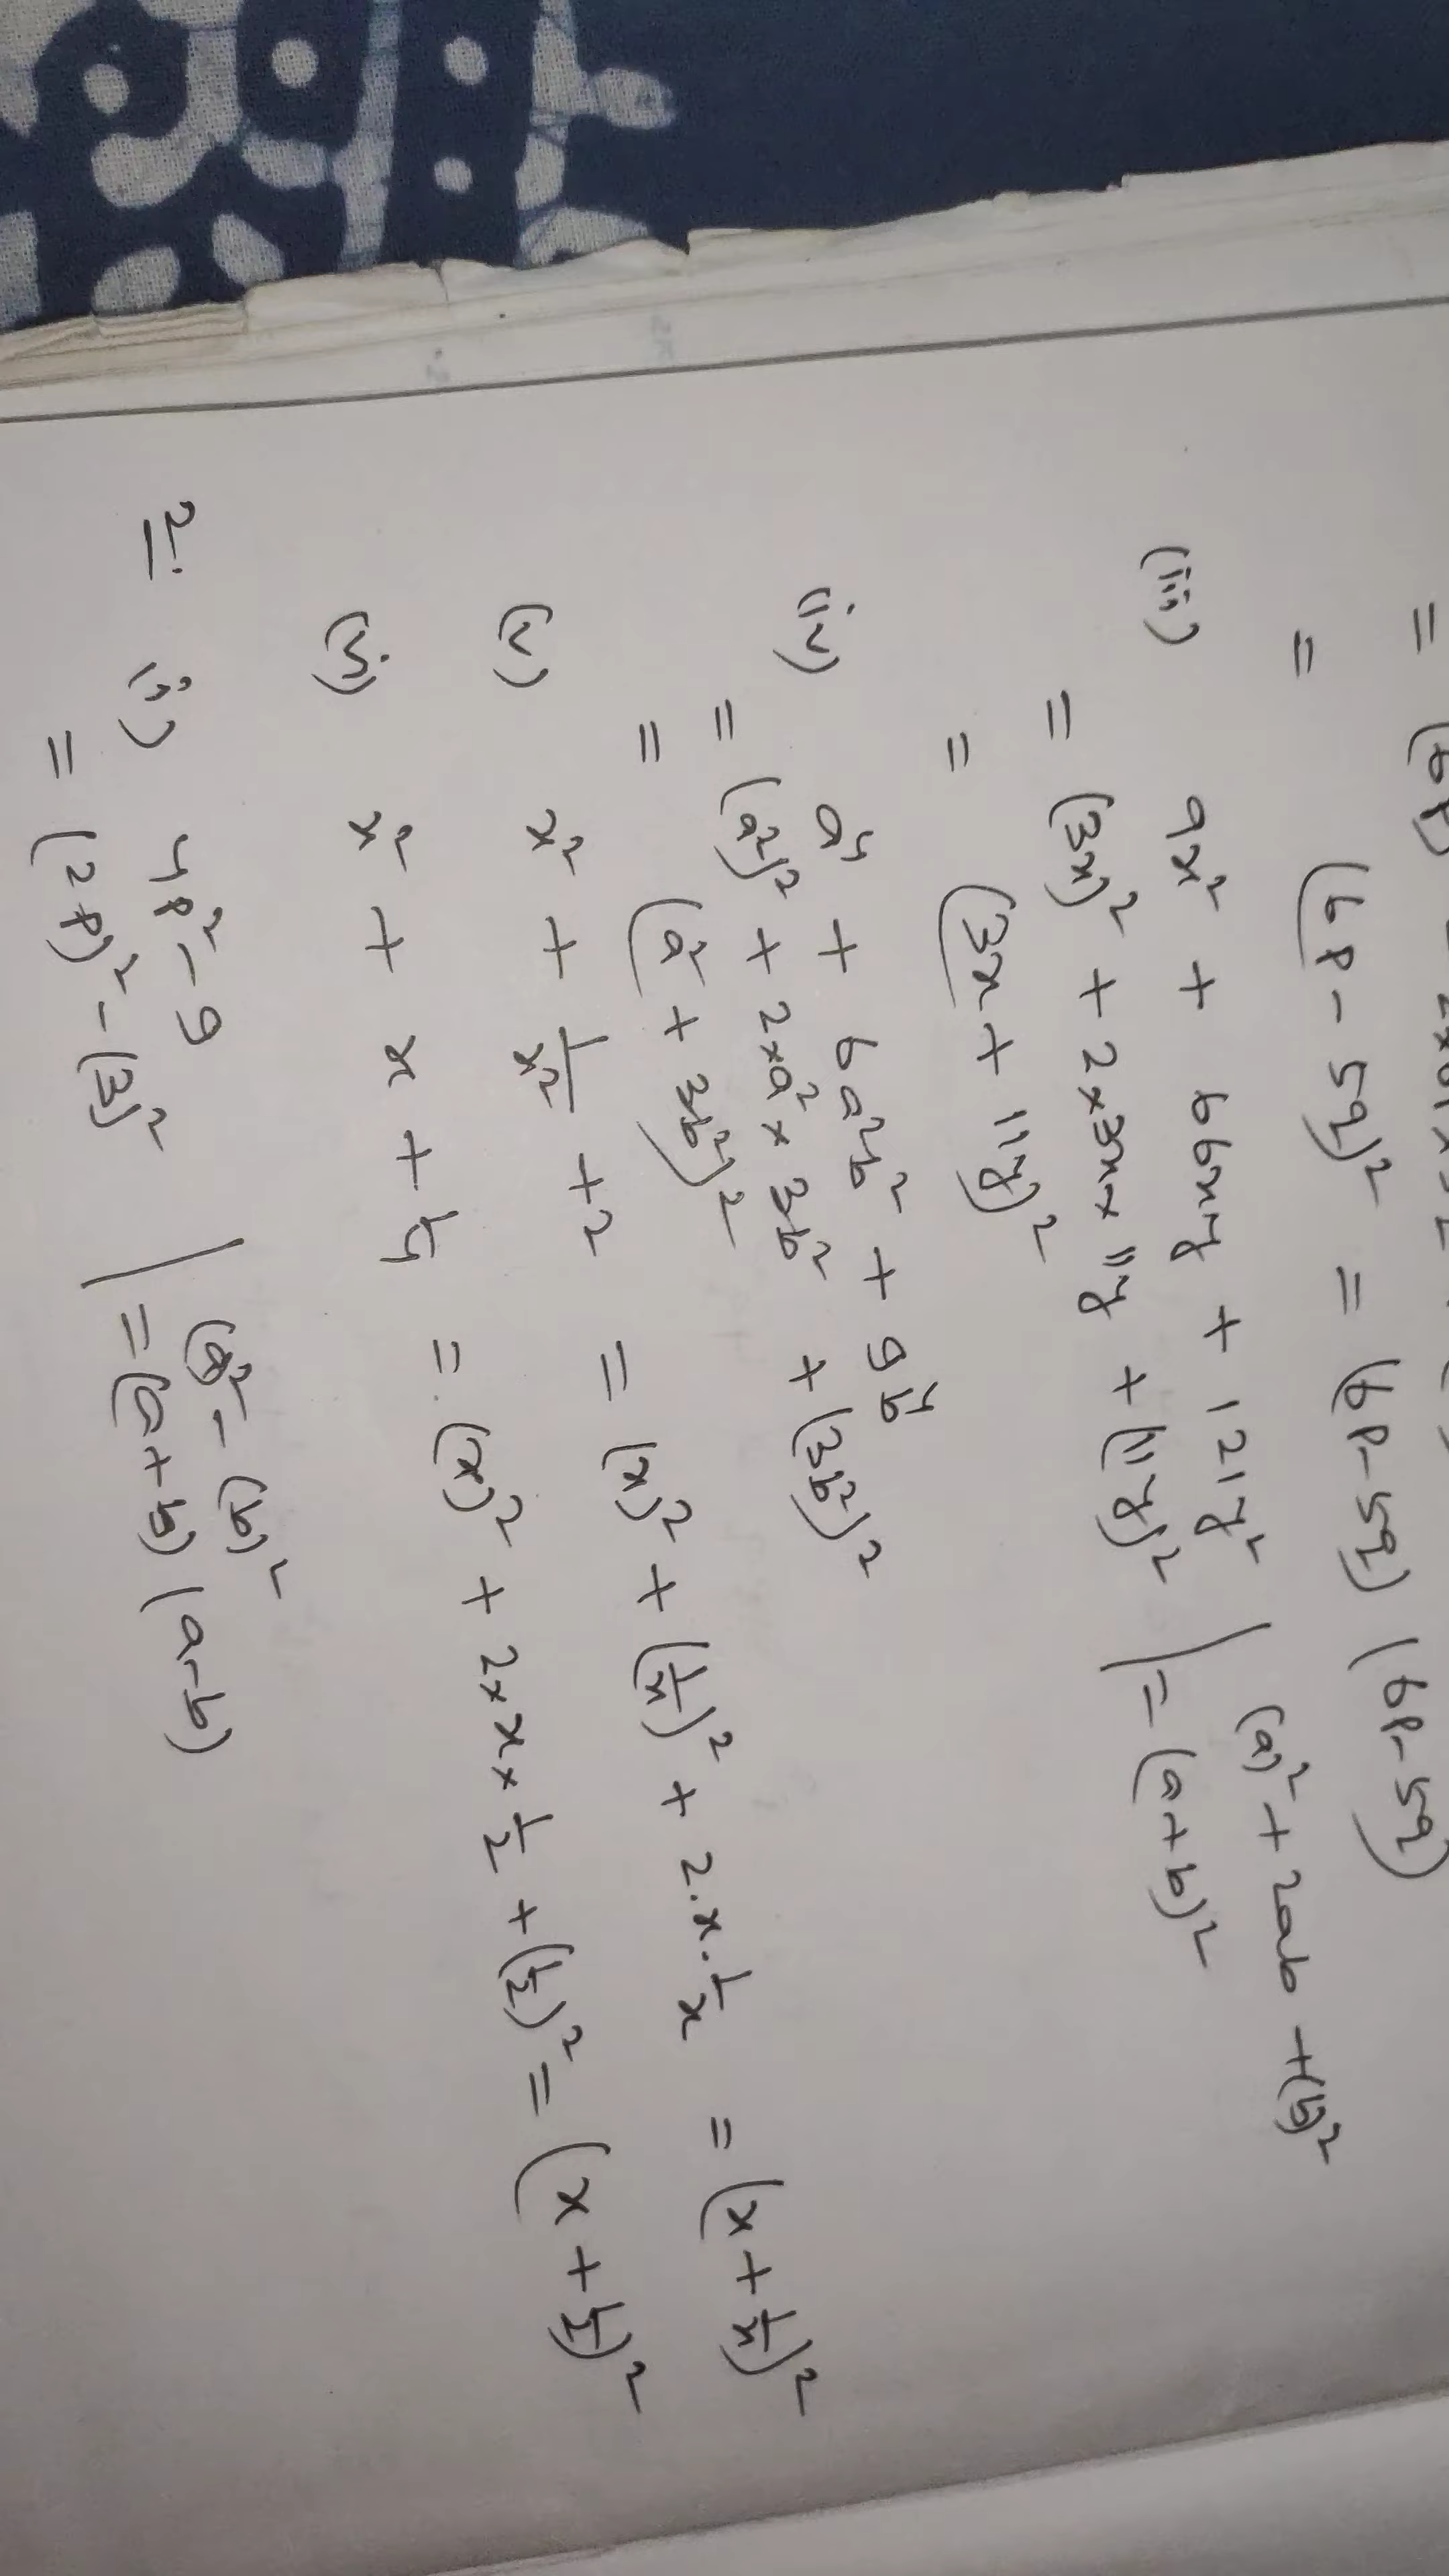 = (6p
= (6p - 5q)² = (6p - 5q) (6p - 5q)
(iii) 9x² + 66xy + 121y² | (a)² + 2ab + (b)²
= (3x)² + 2×3x×11y + (11y)² | = (a+b)²
= (3x + 11y)²
(iv) a⁴ + 6a²b² + 9b⁴
= (a²)² + 2×a²×3b² + (3b²)²
= (a² + 3b²)²
(v) x² + 1/x² + 2 = (x)² + (1/x)² + 2.x.1/x = (x + 1/x)²
(vi) x² + x + 1/4 = (x)² + 2×x×1/2 + (1/2)² = (x + 1/2)²
2. i) 4p² - 9 | (a)² - (b)²
= (2p)² - (3)² | = (a+b) (a-b)